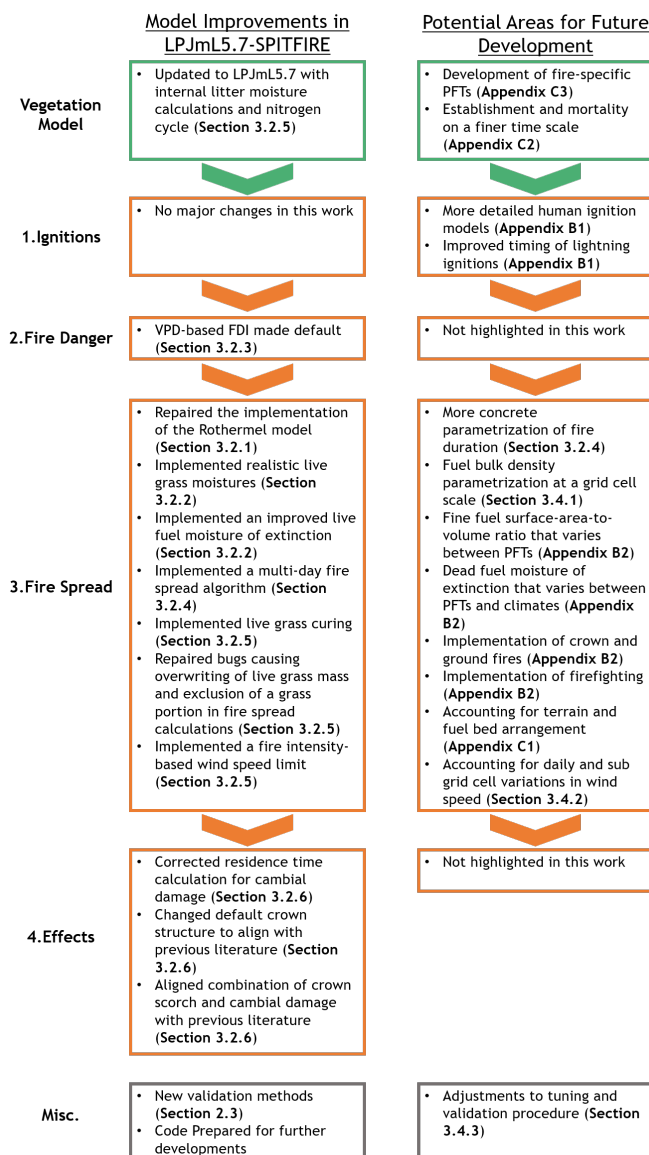 Model Improvements in
LPJmL5.7-SPITFIRE
Potential Areas for Future
Development
Vegetation
Model
• Updated to LPJmL5.7 with
internal litter moisture
calculations and nitrogen
cycle (Section 3.2.5)
• Development of fire-specific
PFTs (Appendix C3)
• Establishment and mortality
on a finer time scale
(Appendix C2)
1.Ignitions
• No major changes in this work
• More detailed human ignition
models (Appendix B1)
• Improved timing of lightning
ignitions (Appendix B1)
2.Fire Danger
• VPD-based FDI made default
(Section 3.2.3)
• Not highlighted in this work
3.Fire Spread
• Repaired the implementation
of the Rothermel model
(Section 3.2.1)
• Implemented realistic live
grass moistures (Section
3.2.2)
• Implemented an improved live
fuel moisture of extinction
(Section 3.2.2)
• Implemented a multi-day fire
spread algorithm (Section
3.2.4)
• Implemented live grass curing
(Section 3.2.5)
• Repaired bugs causing
overwriting of live grass mass
and exclusion of a grass
portion in fire spread
calculations (Section 3.2.5)
• Implemented a fire intensity-
based wind speed limit
(Section 3.2.5)
• More concrete
parametrization of fire
duration (Section 3.2.4)
• Fuel bulk density
parametrization at a grid cell
scale (Section 3.4.1)
• Fine fuel surface-area-to-
volume ratio that varies
between PFTs (Appendix B2)
• Dead fuel moisture of
extinction that varies between
PFTs and climates (Appendix
B2)
• Implementation of crown and
ground fires (Appendix B2)
• Implementation of firefighting
(Appendix B2)
• Accounting for terrain and
fuel bed arrangement
(Appendix C1)
• Accounting for daily and sub
grid cell variations in wind
speed (Section 3.4.2)
4.Effects
• Corrected residence time
calculation for cambial
damage (Section 3.2.6)
• Changed default crown
structure to align with
previous literature (Section
3.2.6)
• Aligned combination of crown
scorch and cambial damage
with previous literature
(Section 3.2.6)
• Not highlighted in this work
Misc.
• New validation methods
(Section 2.3)
• Code Prepared for further
developments
• Adjustments to tuning and
validation procedure (Section
3.4.3)